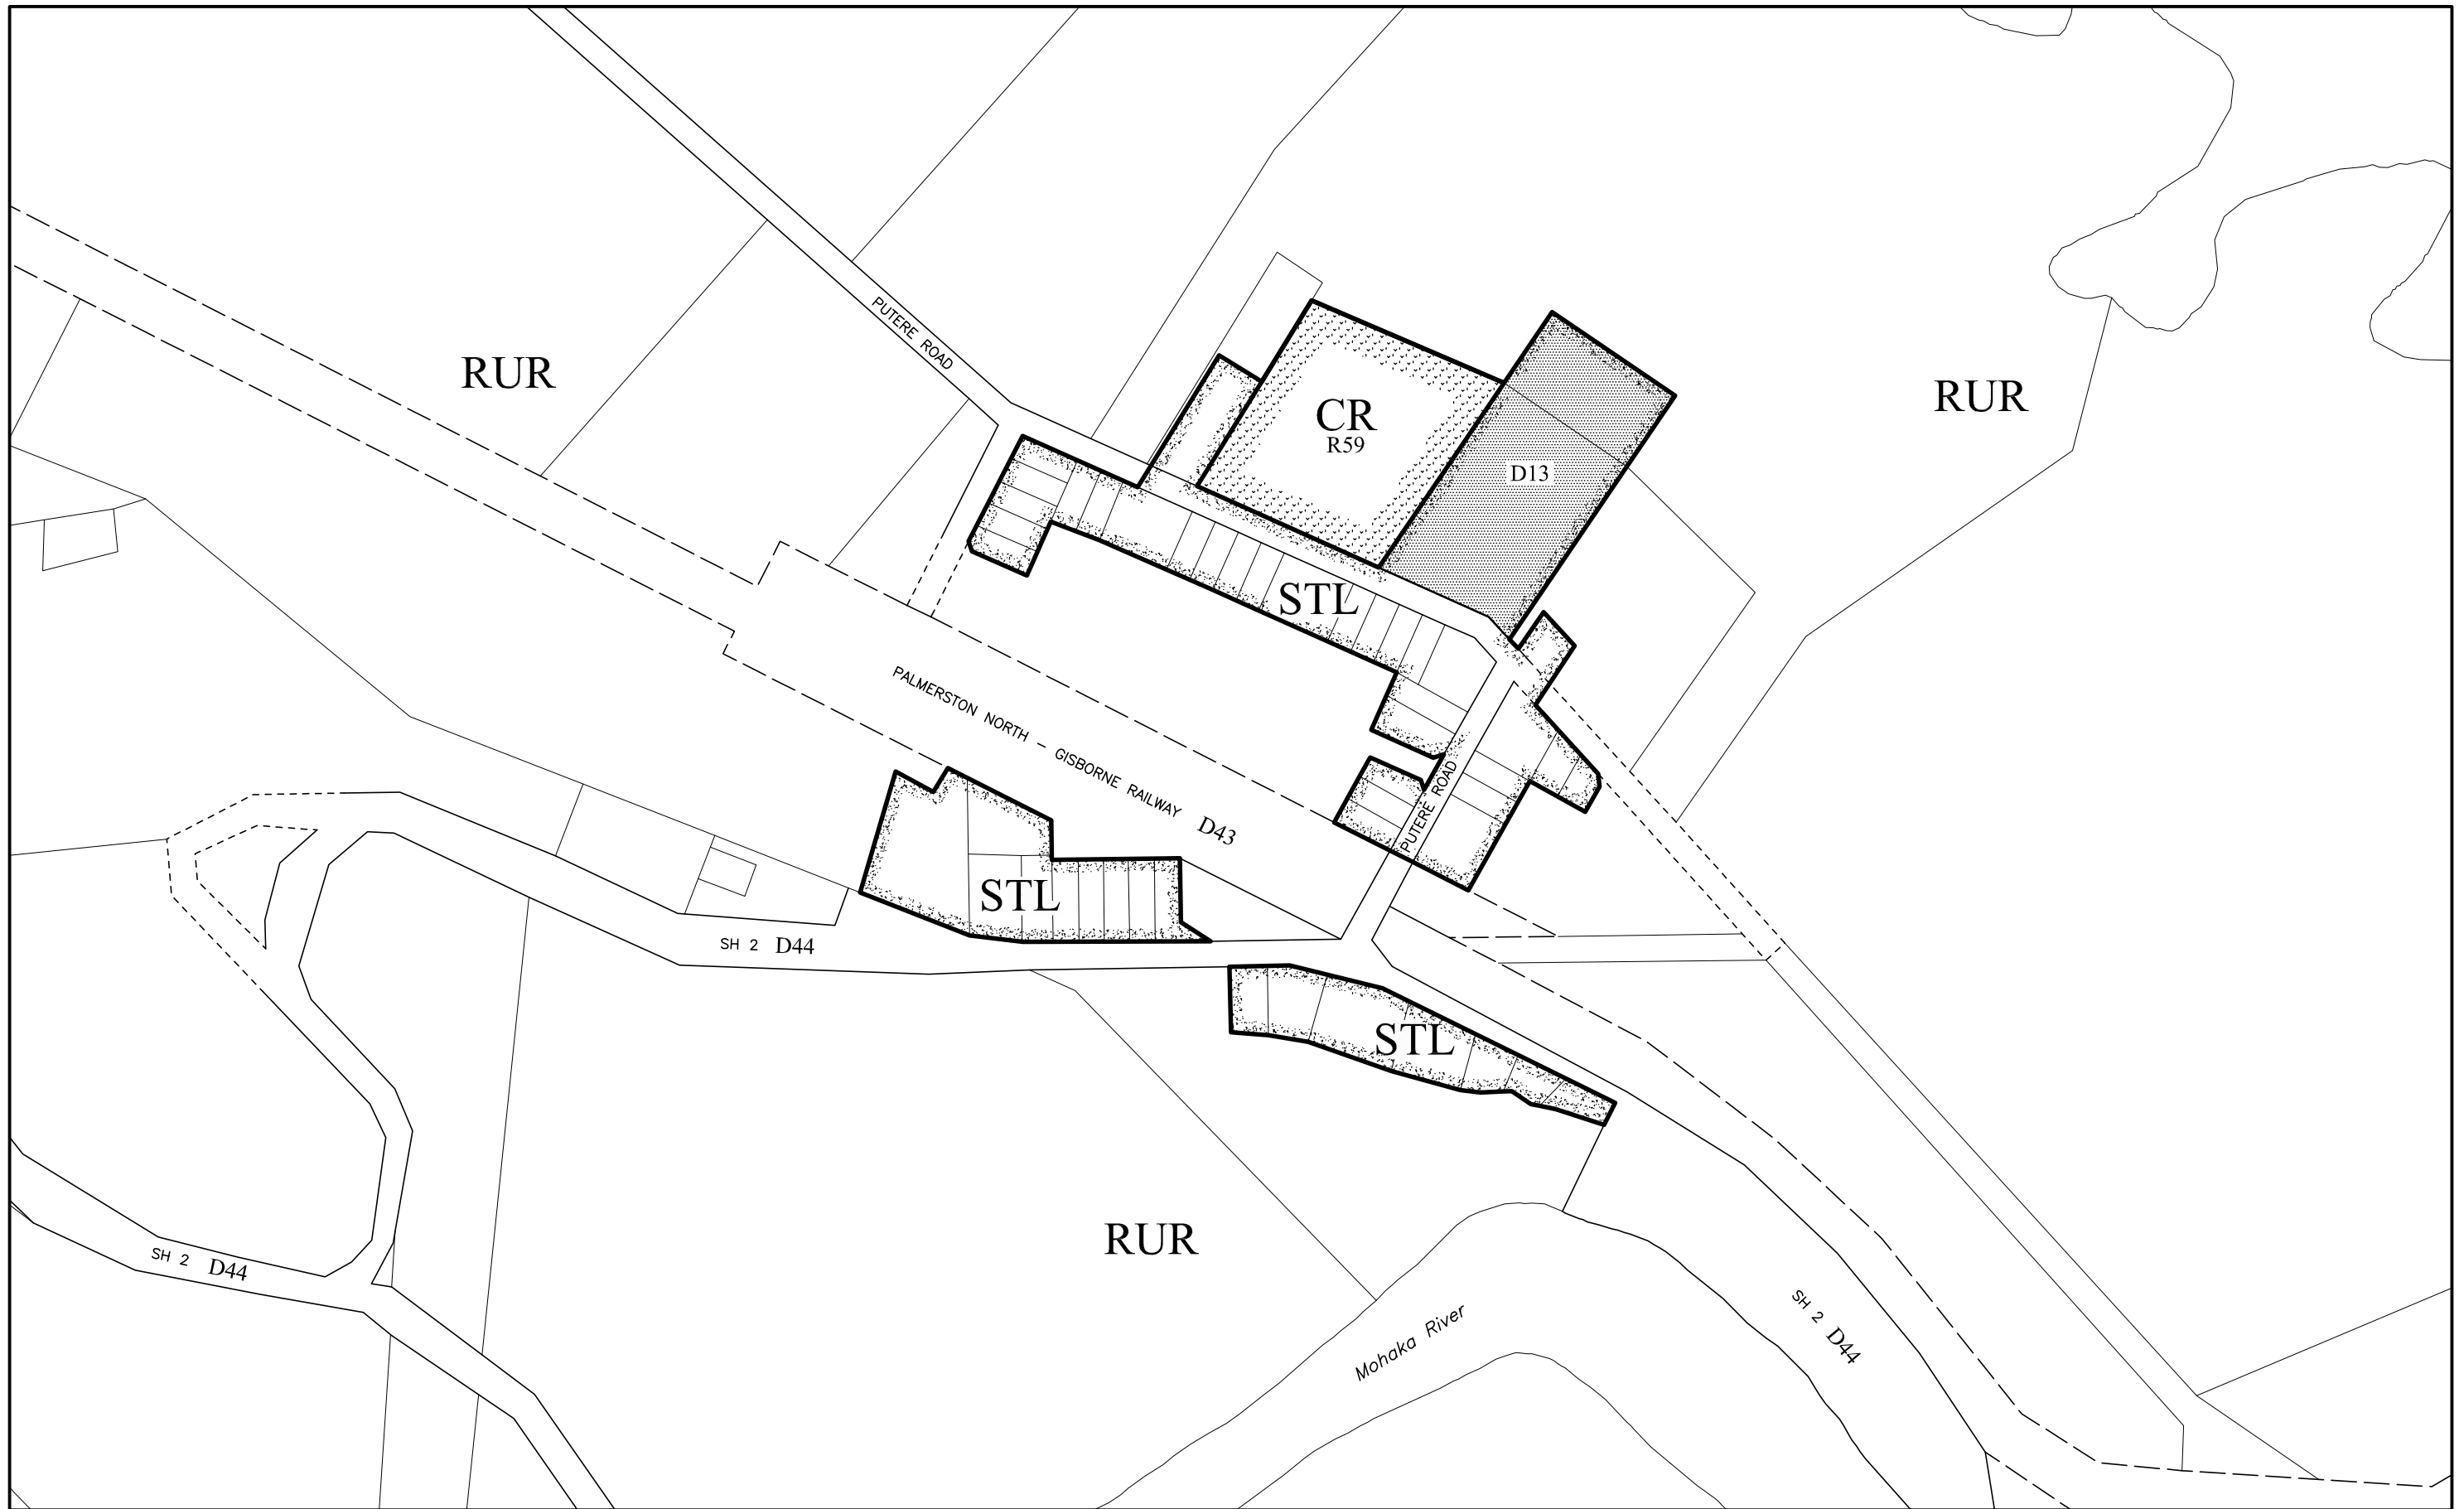 PUTERE ROAD
RUR
RUR
CR
R59
D13
STL
PALMERSTON NORTH - GISBORNE RAILWAY D43
PUTERE ROAD
STL
SH 2 D44
STL
RUR
SH 2 D44
Mohaka River
SH 2 D44